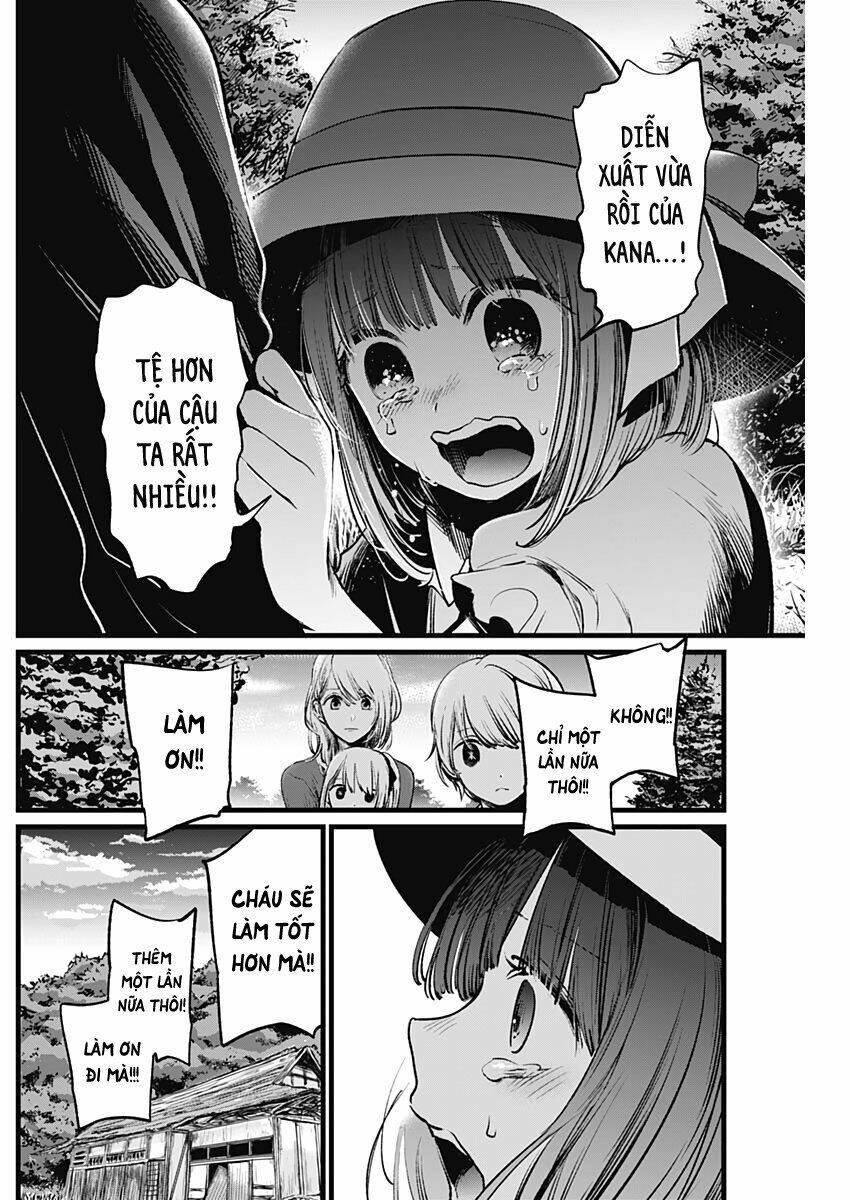 DIỄN
XUẤT VỪA
RỒI CỦA
KANA...!
TỆ HƠN
CỦA CẬU
TA RẤT
NHIỀU!!
KHÔNG!!
CHỈ MỘT
LẦN NỮA
THÔI!!
LÀM
ƠN!!
CHÁU SẼ
LÀM TỐT
HƠN MÀ!!
THÊM
MỘT LẦN
NỮA THÔI!
LÀM ƠN
ĐI MÀ!!!